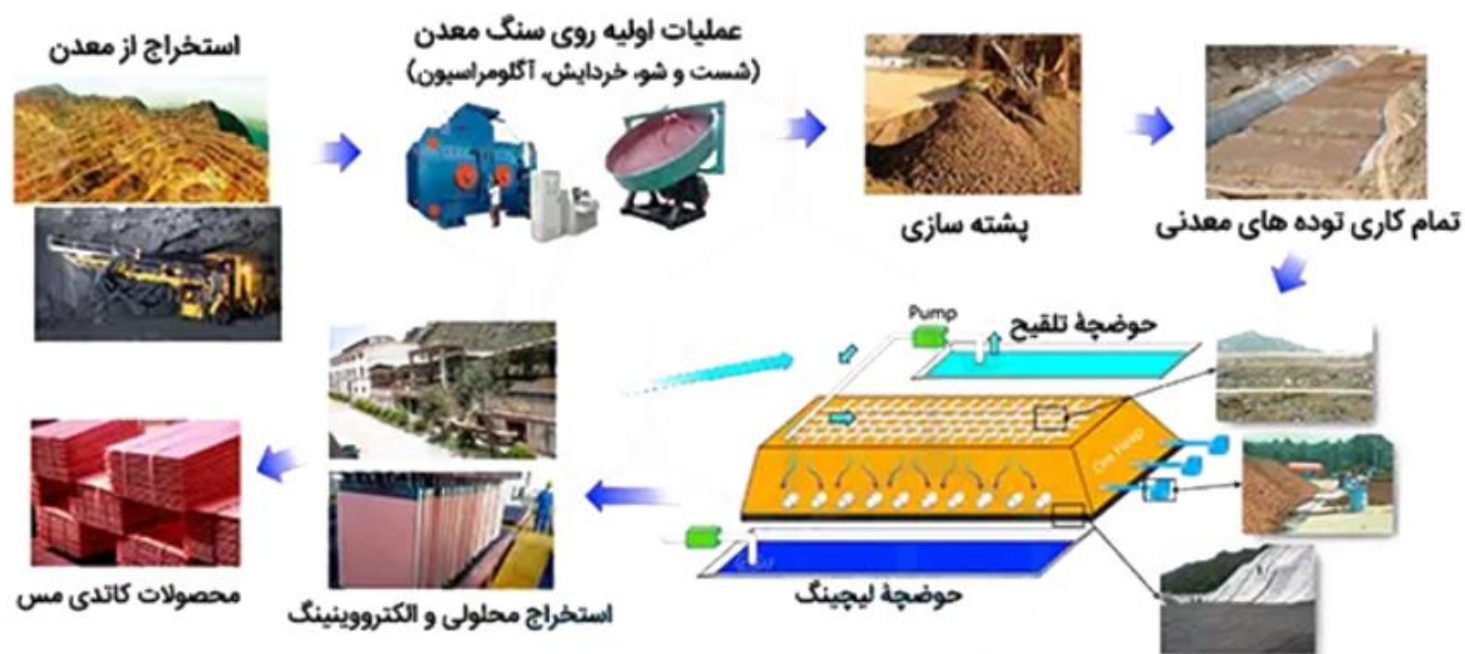 استخراج از معدن
عملیات اولیه روی سنگ معدن
(شست و شو، خردایش، آگلومراسیون)
پشته سازی
تمام کاری توده های معدنی
Pump
حوضچهٔ تلقیح
Ore Heap
حوضچهٔ لیچینگ
استخراج محلولی و الکترووینینگ
محصولات کاتدی مس